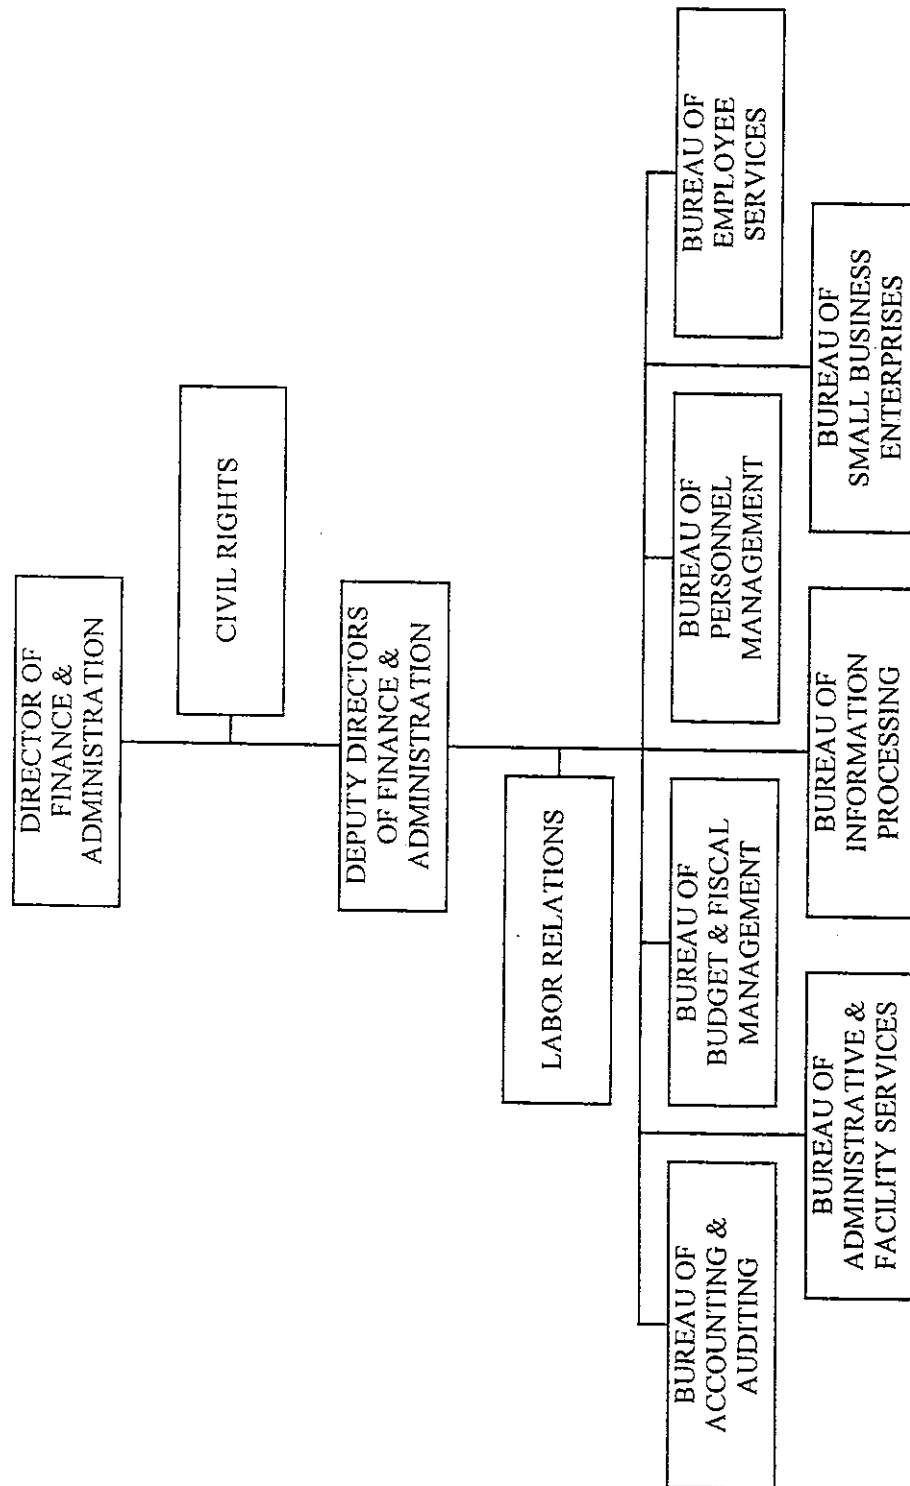 DIRECTOR OF
FINANCE &
ADMINISTRATION
CIVIL RIGHTS
DEPUTY DIRECTORS
OF FINANCE &
ADMINISTRATION
LABOR RELATIONS
BUREAU OF
ACCOUNTING &
AUDITING
BUREAU OF
BUDGET & FISCAL
MANAGEMENT
BUREAU OF
PERSONNEL
MANAGEMENT
BUREAU OF
EMPLOYEE
SERVICES
BUREAU OF
ADMINISTRATIVE &
FACILITY SERVICES
BUREAU OF
INFORMATION
PROCESSING
BUREAU OF
SMALL BUSINESS
ENTERPRISES